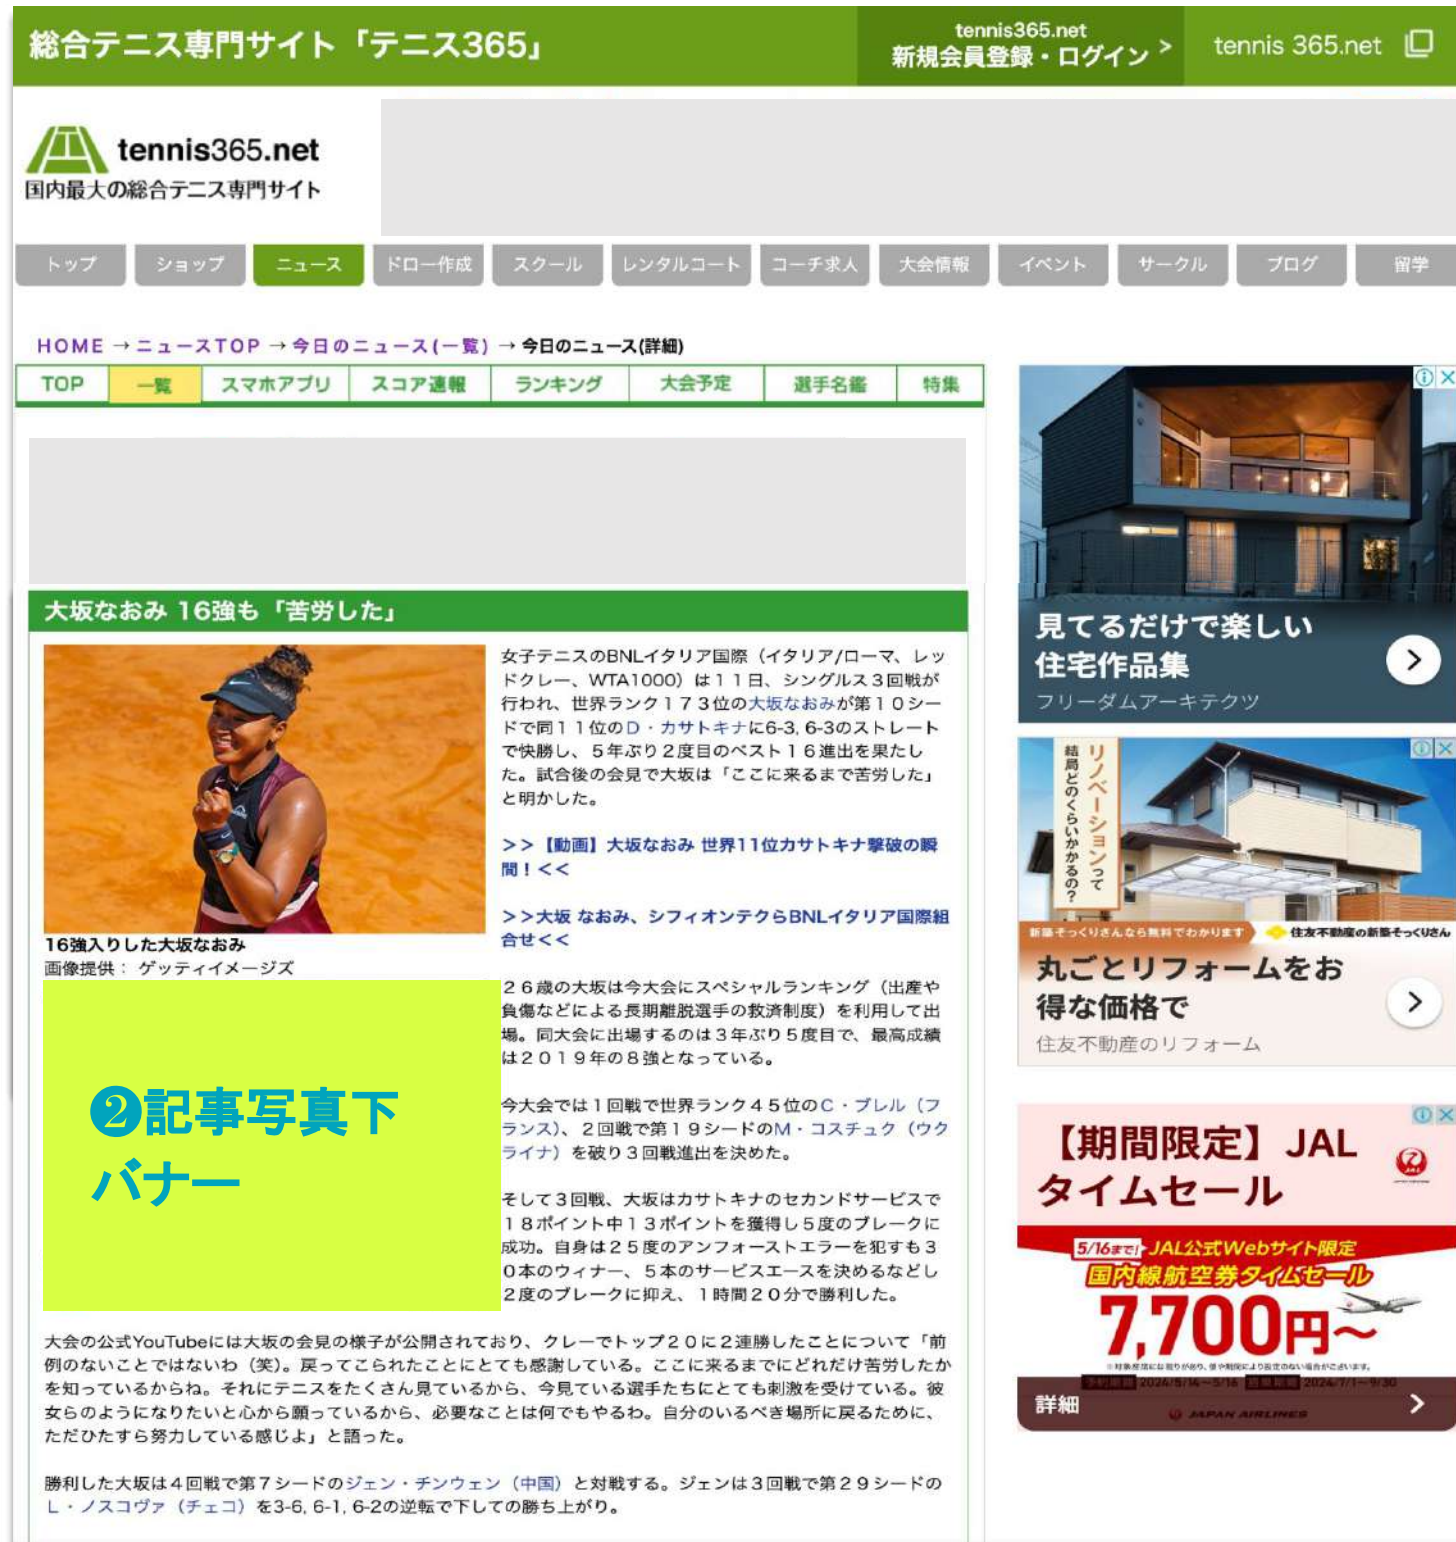 総合テニス専門サイト「テニス365」
tennis365.net
新規会員登録・ログイン >
tennis 365.net
tennis365.net
国内最大の総合テニス専門サイト
トップ
ショップ
ニュース
ドロー作成
スクール
レンタルコート
コーチ求人
大会情報
イベント
サークル
ブログ
留学
HOME →ニュースTOP →今日のニュース(一覧) →今日のニュース(詳細)
TOP
一覧
スマホアプリ
スコア速報
ランキング
大会予定
選手名鑑
特集
大坂なおみ 16強も「苦労した」
女子テニスのBNLイタリア国際（イタリア/ローマ、レッ
ドクレー、WTA1000）は１１日、シングルス３回戦が
行われ、世界ランク１７３位の大坂なおみが第１０シー
ドで同１１位のD・カサトキナに6-3, 6-3のストレート
で快勝し、５年ぶり２度目のベスト１６進出を果たし
た。試合後の会見で大坂は「ここに来るまで苦労した」
と明かした。
>>【動画】大坂なおみ 世界11位カサトキナ撃破の瞬
間！<<
>>大坂 なおみ、シフィオンテクらBNLイタリア国際組
合せ<<
16強入りした大坂なおみ
画像提供： ゲッティイメージズ
２６歳の大坂は今大会にスペシャルランキング（出産や
負傷などによる長期離脱選手の救済制度）を利用して出
場。同大会に出場するのは３年ぶり５度目で、最高成績
は２０１９年の８強となっている。
❷記事写真下
バナー
今大会では１回戦で世界ランク４５位のC・ブレル（フ
ランス）、２回戦で第１９シードのM・コスチュク（ウク
ライナ）を破り３回戦進出を決めた。
そして３回戦、大坂はカサトキナのセカンドサービスで
１８ポイント中１３ポイントを獲得し５度のブレークに
成功。自身は２５度のアンフォーストエラーを犯すも３
０本のウィナー、５本のサービスエースを決めるなどし
２度のブレークに抑え、１時間２０分で勝利した。
大会の公式YouTubeには大坂の会見の様子が公開されており、クレーでトップ２０に２連勝したことについて「前
例のないことではないわ（笑）。戻ってこられたことにとても感謝している。ここに来るまでにどれだけ苦労したか
を知っているからね。それにテニスをたくさん見ているから、今見ている選手たちにとても刺激を受けている。彼
女らのようになりたいと心から願っているから、必要なことは何でもやるわ。自分のいるべき場所に戻るために、
ただひたすら努力している感じよ」と語った。
勝利した大坂は４回戦で第７シードのジェン・チンウェン（中国）と対戦する。ジェンは３回戦で第２９シードの
L・ノスコヴァ（チェコ）を3-6, 6-1, 6-2の逆転で下しての勝ち上がり。
見てるだけで楽しい
住宅作品集
フリーダムアーキテクツ
リノベーションって
結局どのくらいかかるの?
新築そっくりさんなら無料でわかります
住友不動産の新築そっくりさん
丸ごとリフォームをお
得な価格で
住友不動産のリフォーム
【期間限定】JAL
タイムセール
5/16まで! JAL公式Webサイト限定
国内線航空券タイムセール
7,700円～
2024/5/14～5/16
2024/7/1～9/30
詳細
JAPAN AIRLINES